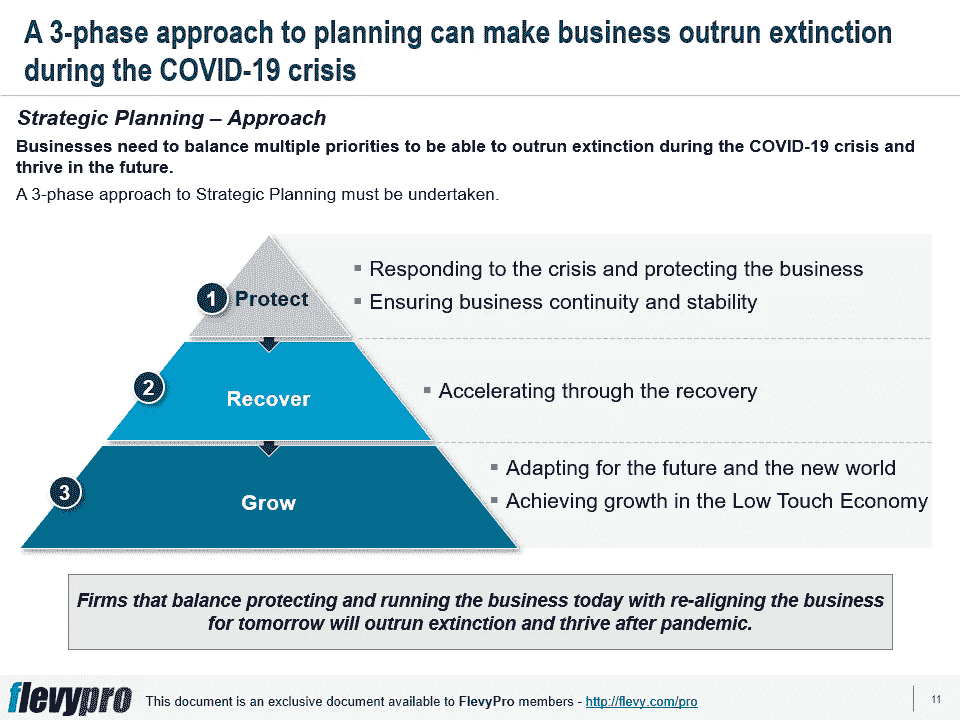 A 3-phase approach to planning can make business outrun extinction
during the COVID-19 crisis
Strategic Planning – Approach
Businesses need to balance multiple priorities to be able to outrun extinction during the COVID-19 crisis and
thrive in the future.
A 3-phase approach to Strategic Planning must be undertaken.
1 Protect
▪ Responding to the crisis and protecting the business
▪ Ensuring business continuity and stability
2 Recover
▪ Accelerating through the recovery
3 Grow
▪ Adapting for the future and the new world
▪ Achieving growth in the Low Touch Economy
Firms that balance protecting and running the business today with re-aligning the business
for tomorrow will outrun extinction and thrive after pandemic.
flevypro This document is an exclusive document available to FlevyPro members - http://flevy.com/pro 11